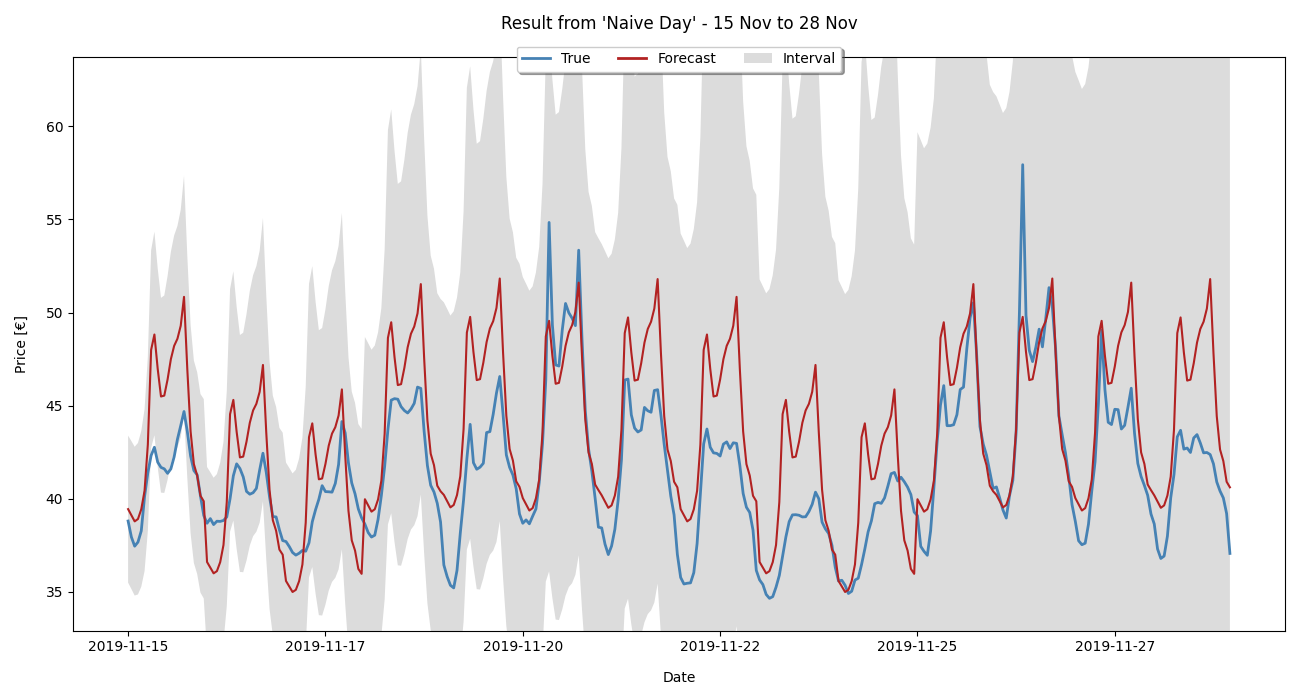 Result from 'Naive Day' - 15 Nov to 28 Nov
True Forecast Interval
Price [€]
60
55
50
45
40
35
2019-11-15 2019-11-17 2019-11-20 2019-11-22 2019-11-25 2019-11-27
Date